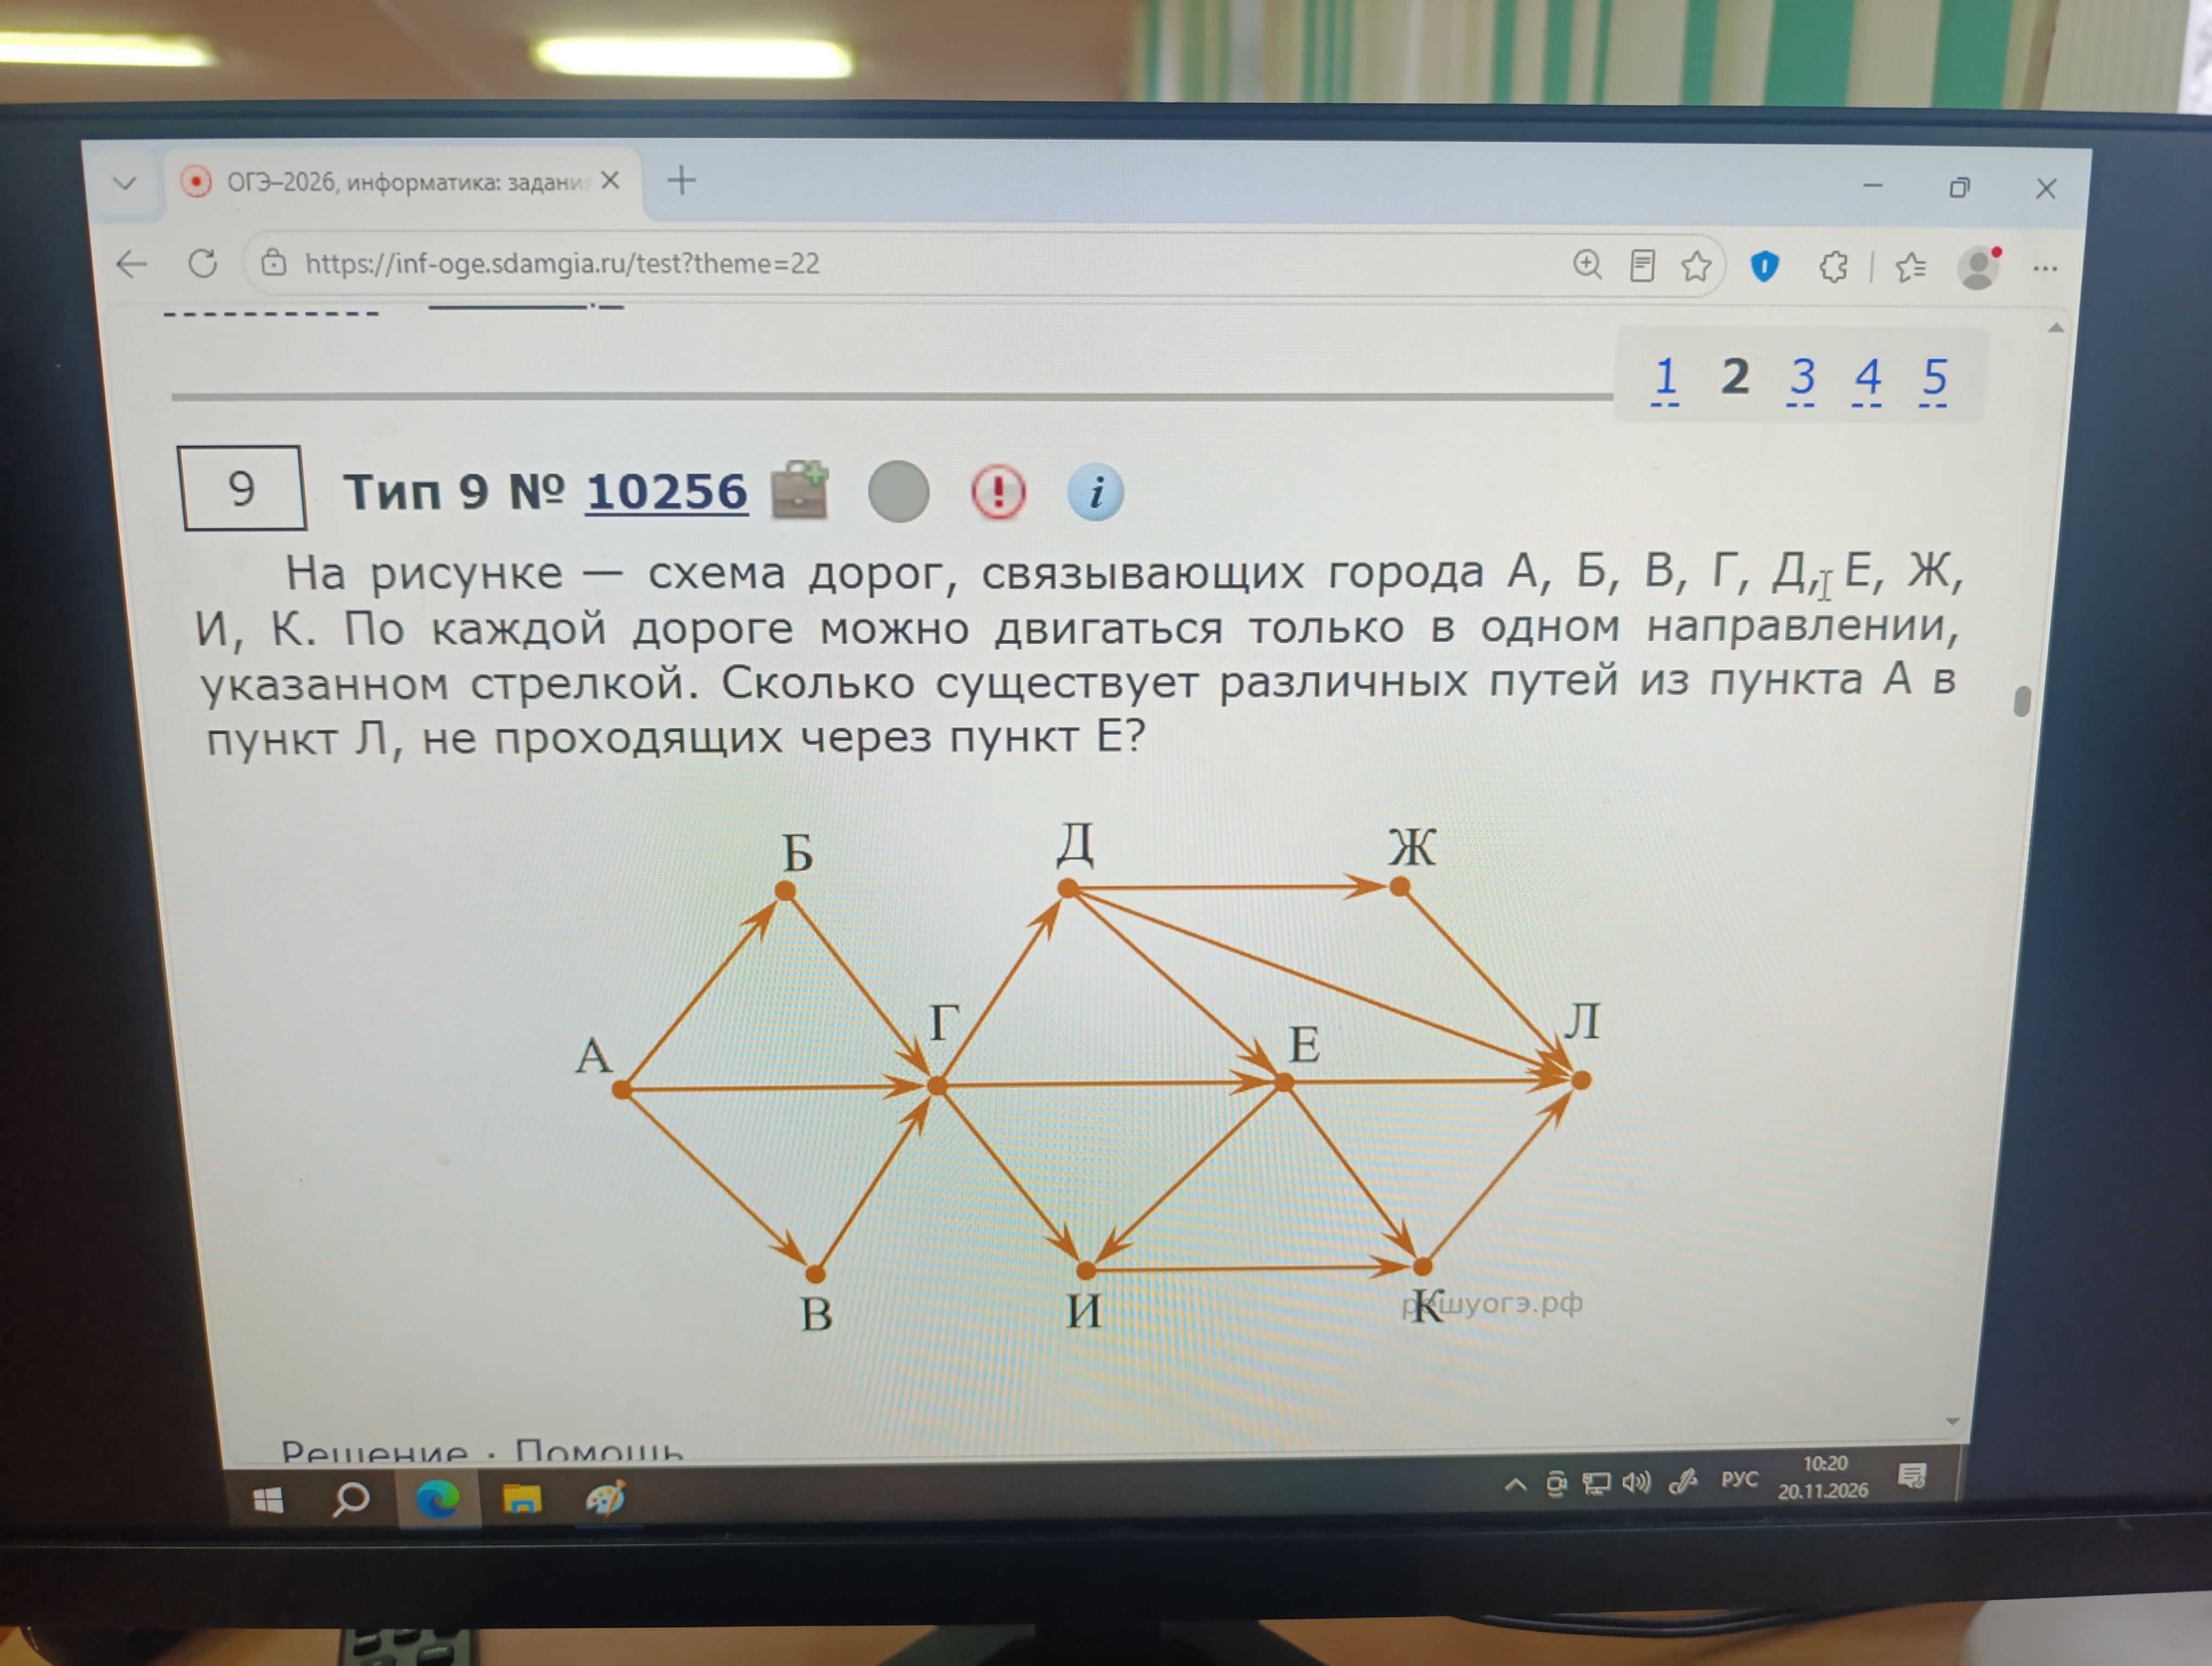 ОГЭ–2026, информатика: задани
https://inf-oge.sdamgia.ru/test?theme=22
1 2 3 4 5
9
Тип 9 № 10256
i
На рисунке — схема дорог, связывающих города А, Б, В, Г, Д, Е, Ж,
И, К. По каждой дороге можно двигаться только в одном направлении,
указанном стрелкой. Сколько существует различных путей из пункта А в
пункт Л, не проходящих через пункт Е?
Б
Д
Ж
А
Г
Е
Л
В
И
К
решуогэ.рф
Решение · Помощь
РУС
10:20
20.11.2026